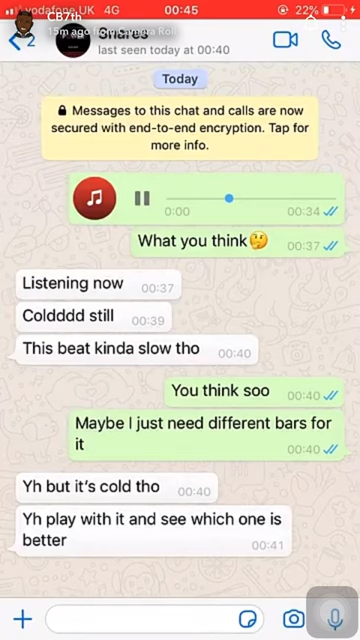 vodafone UK 4G 00:45 22%
CB7th
15m ago from Camera Roll
2
last seen today at 00:40
Today
Messages to this chat and calls are now
secured with end-to-end encryption. Tap for
more info.
0:00 00:34
What you think🤔 00:37
Listening now 00:37
Coldddd still 00:39
This beat kinda slow tho 00:40
You think soo 00:40
Maybe I just need different bars for
it 00:40
Yh but it's cold tho 00:40
Yh play with it and see which one is
better 00:41